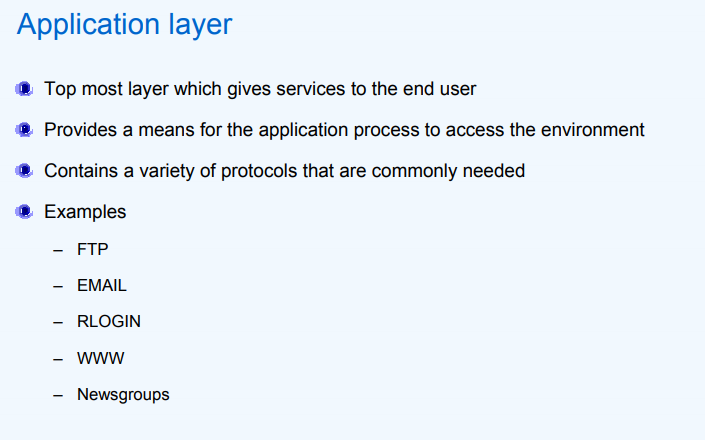 Application layer
Top most layer which gives services to the end user
Provides a means for the application process to access the environment
Contains a variety of protocols that are commonly needed
Examples
– FTP
– EMAIL
– RLOGIN
– WWW
– Newsgroups